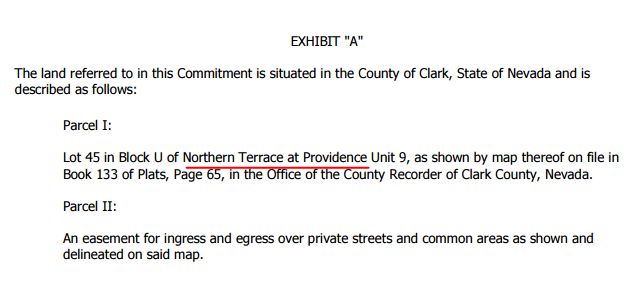 EXHIBIT "A"
The land referred to in this Commitment is situated in the County of Clark, State of Nevada and is
described as follows:
Parcel I:
Lot 45 in Block U of Northern Terrace at Providence Unit 9, as shown by map thereof on file in
Book 133 of Plats, Page 65, in the Office of the County Recorder of Clark County, Nevada.
Parcel II:
An easement for ingress and egress over private streets and common areas as shown and
delineated on said map.